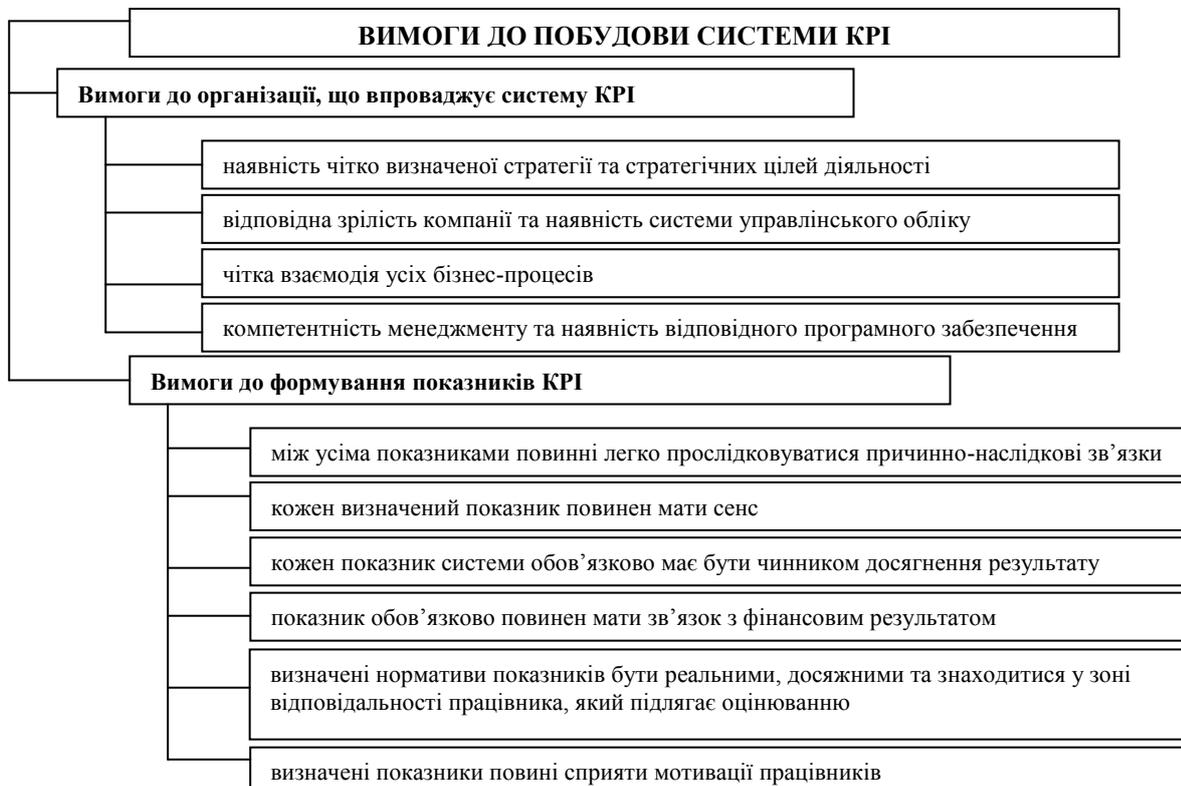 ВИМОГИ ДО ПОБУДОВИ СИСТЕМИ КРІ
Вимоги до організації, що впроваджує систему КРІ
наявність чітко визначеної стратегії та стратегічних цілей діяльності
відповідна зрілість компанії та наявність системи управлінського обліку
чітка взаємодія усіх бізнес-процесів
компетентність менеджменту та наявність відповідного програмного забезпечення
Вимоги до формування показників КРІ
між усіма показниками повинні легко прослідковуватися причинно-наслідкові зв’язки
кожен визначений показник повинен мати сенс
кожен показник системи обов’язково має бути чинником досягнення результату
показник обов’язково повинен мати зв’язок з фінансовим результатом
визначені нормативи показників бути реальними, досяжними та знаходитися у зоні
відповідальності працівника, який підлягає оцінюванню
визначені показники повині сприяти мотивації працівників